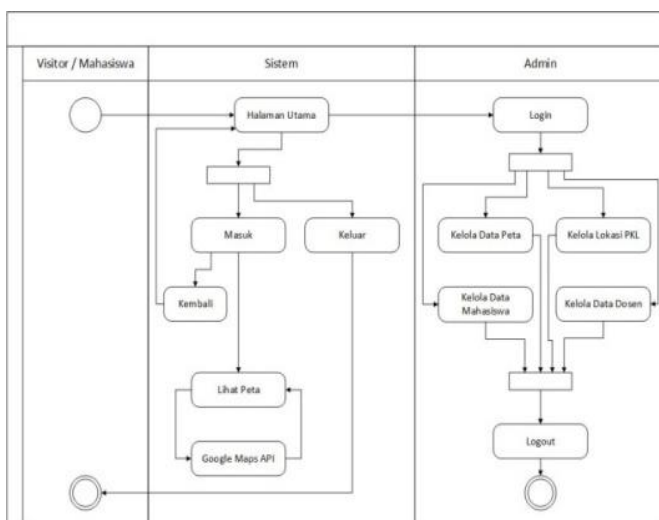 Visitor / Mahasiswa
Sistem
Admin
Halaman Utama
Login
Masuk
Keluar
Kelola Data Peta
Kelola Lokasi PKL
Kembali
Kelola Data
Mahasiswa
Kelola Data Dosen
Lihat Peta
Logout
Google Maps API